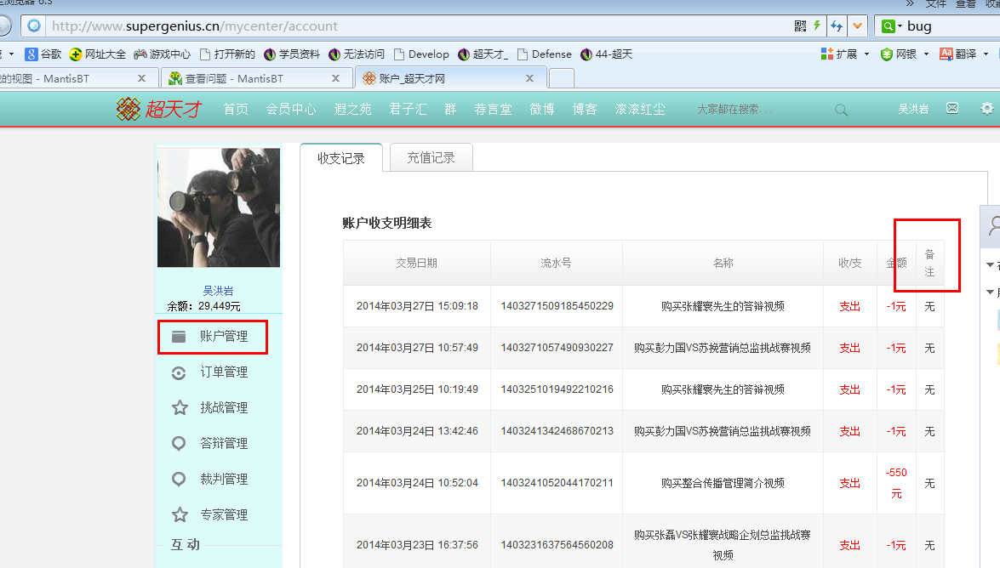 文件 查看
http://www.supergenius.cn/mycenter/account
bug
谷歌 网址大全 游戏中心 打开新的 学员资料 无法访问 Develop 超天才_ Defense 44-超天
扩展 网银 翻译
的视图 - MantisBT
查看问题 - MantisBT
账户_超天才网
超天才 首页 会员中心 遐之苑 君子汇 群 荐言堂 微博 博客 滚滚红尘 大家都在搜索... 吴洪岩
收支记录 充值记录
吴洪岩
余额：29,449元
账户管理
订单管理
挑战管理
答辩管理
裁判管理
专家管理
互 动
账户收支明细表
交易日期 流水号 名称 收/支 金额 备注
2014年03月27日 15:09:18 1403271509185450229 购买张耀寰先生的答辩视频 支出 -1元 无
2014年03月27日 10:57:49 1403271057490930227 购买彭力国VS苏挽营销总监挑战赛视频 支出 -1元 无
2014年03月25日 10:19:49 1403251019492210216 购买张耀寰先生的答辩视频 支出 -1元 无
2014年03月24日 13:42:46 1403241342468670213 购买彭力国VS苏挽营销总监挑战赛视频 支出 -1元 无
2014年03月24日 10:52:04 1403241052044170211 购买整合传播管理简介视频 支出 -550元 无
2014年03月23日 16:37:56 1403231637564560208 购买张磊VS张耀寰战略企划总监挑战赛视频 支出 -1元 无